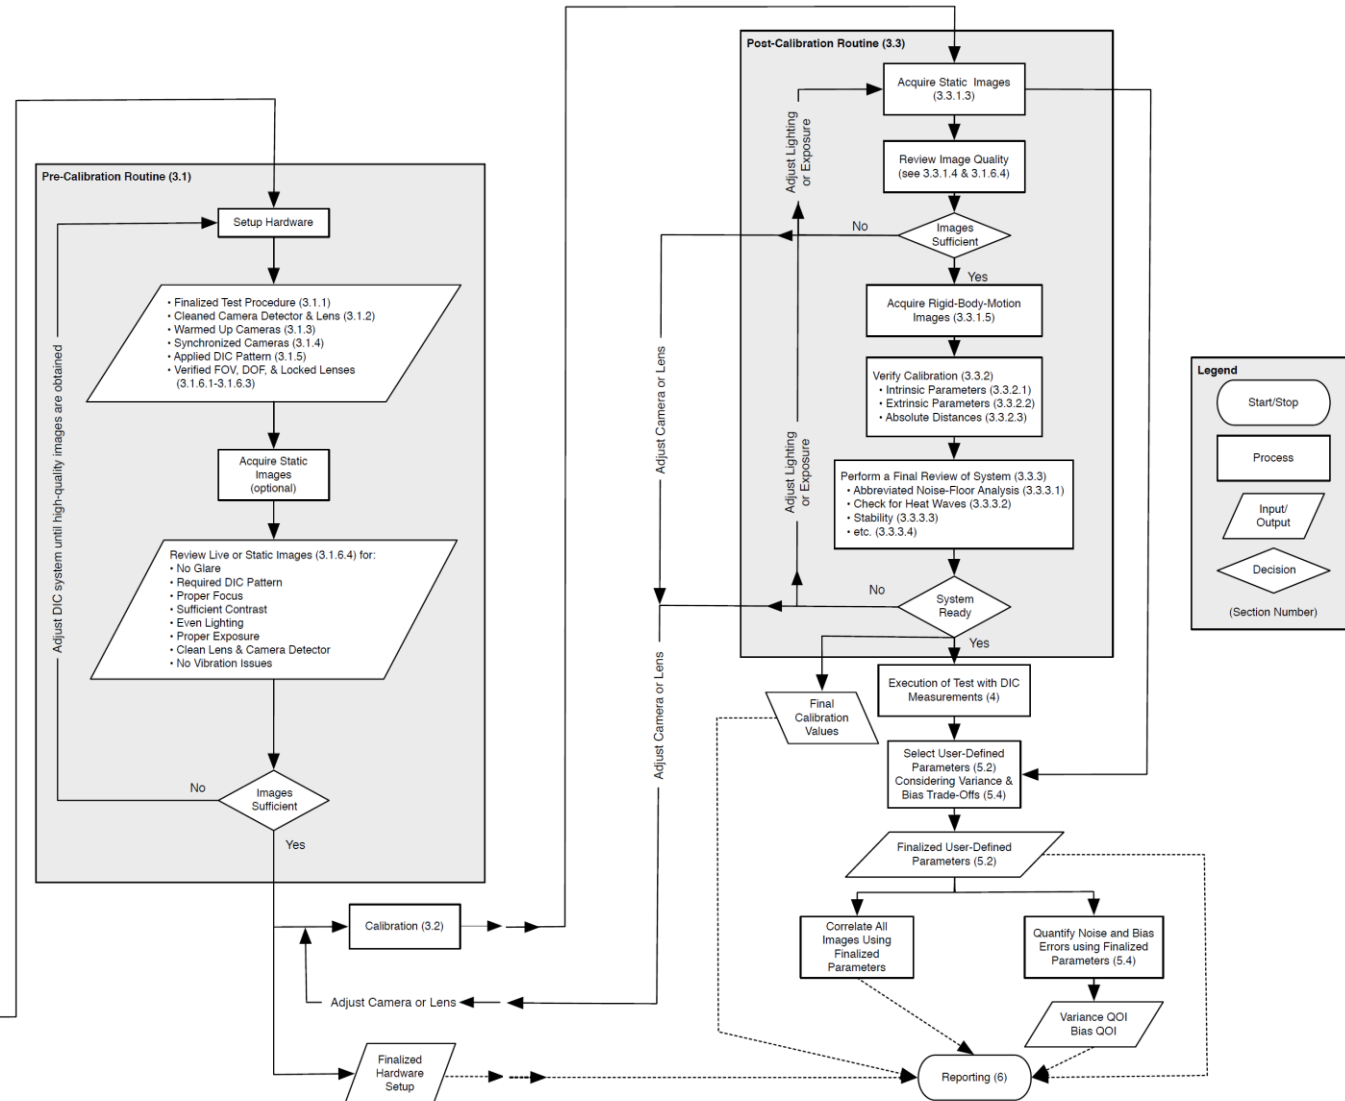 Pre-Calibration Routine (3.1)
Setup Hardware
• Finalized Test Procedure (3.1.1)
• Cleaned Camera Detector & Lens (3.1.2)
• Warmed Up Cameras (3.1.3)
• Synchronized Cameras (3.1.4)
• Applied DIC Pattern (3.1.5)
• Verified FOV, DOF, & Locked Lenses
(3.1.6.1-3.1.6.3)
Acquire Static
Images
(optional)
Review Live or Static Images (3.1.6.4) for:
• No Glare
• Required DIC Pattern
• Proper Focus
• Sufficient Contrast
• Even Lighting
• Proper Exposure
• Clean Lens & Camera Detector
• No Vibration Issues
Images
Sufficient
No
Yes
Adjust DIC system until high-quality images are obtained
Calibration (3.2)
Adjust Camera or Lens
Finalized
Hardware
Setup
Adjust Camera or Lens
Adjust Camera or Lens
Post-Calibration Routine (3.3)
Acquire Static Images
(3.3.1.3)
Adjust Lighting
or Exposure
Review Image Quality
(see 3.3.1.4 & 3.1.6.4)
Images
Sufficient
No
Yes
Acquire Rigid-Body-Motion
Images (3.3.1.5)
Verify Calibration (3.3.2)
• Intrinsic Parameters (3.3.2.1)
• Extrinsic Parameters (3.3.2.2)
• Absolute Distances (3.3.2.3)
Adjust Lighting
or Exposure
Perform a Final Review of System (3.3.3)
• Abbreviated Noise-Floor Analysis (3.3.3.1)
• Check for Heat Waves (3.3.3.2)
• Stability (3.3.3.3)
• etc. (3.3.3.4)
System
Ready
No
Yes
Final
Calibration
Values
Execution of Test with DIC
Measurements (4)
Select User-Defined
Parameters (5.2)
Considering Variance &
Bias Trade-Offs (5.4)
Finalized User-Defined
Parameters (5.2)
Correlate All
Images Using
Finalized
Parameters
Quantify Noise and Bias
Errors using Finalized
Parameters (5.4)
Variance QOI
Bias QOI
Reporting (6)
Legend
Start/Stop
Process
Input/
Output
Decision
(Section Number)